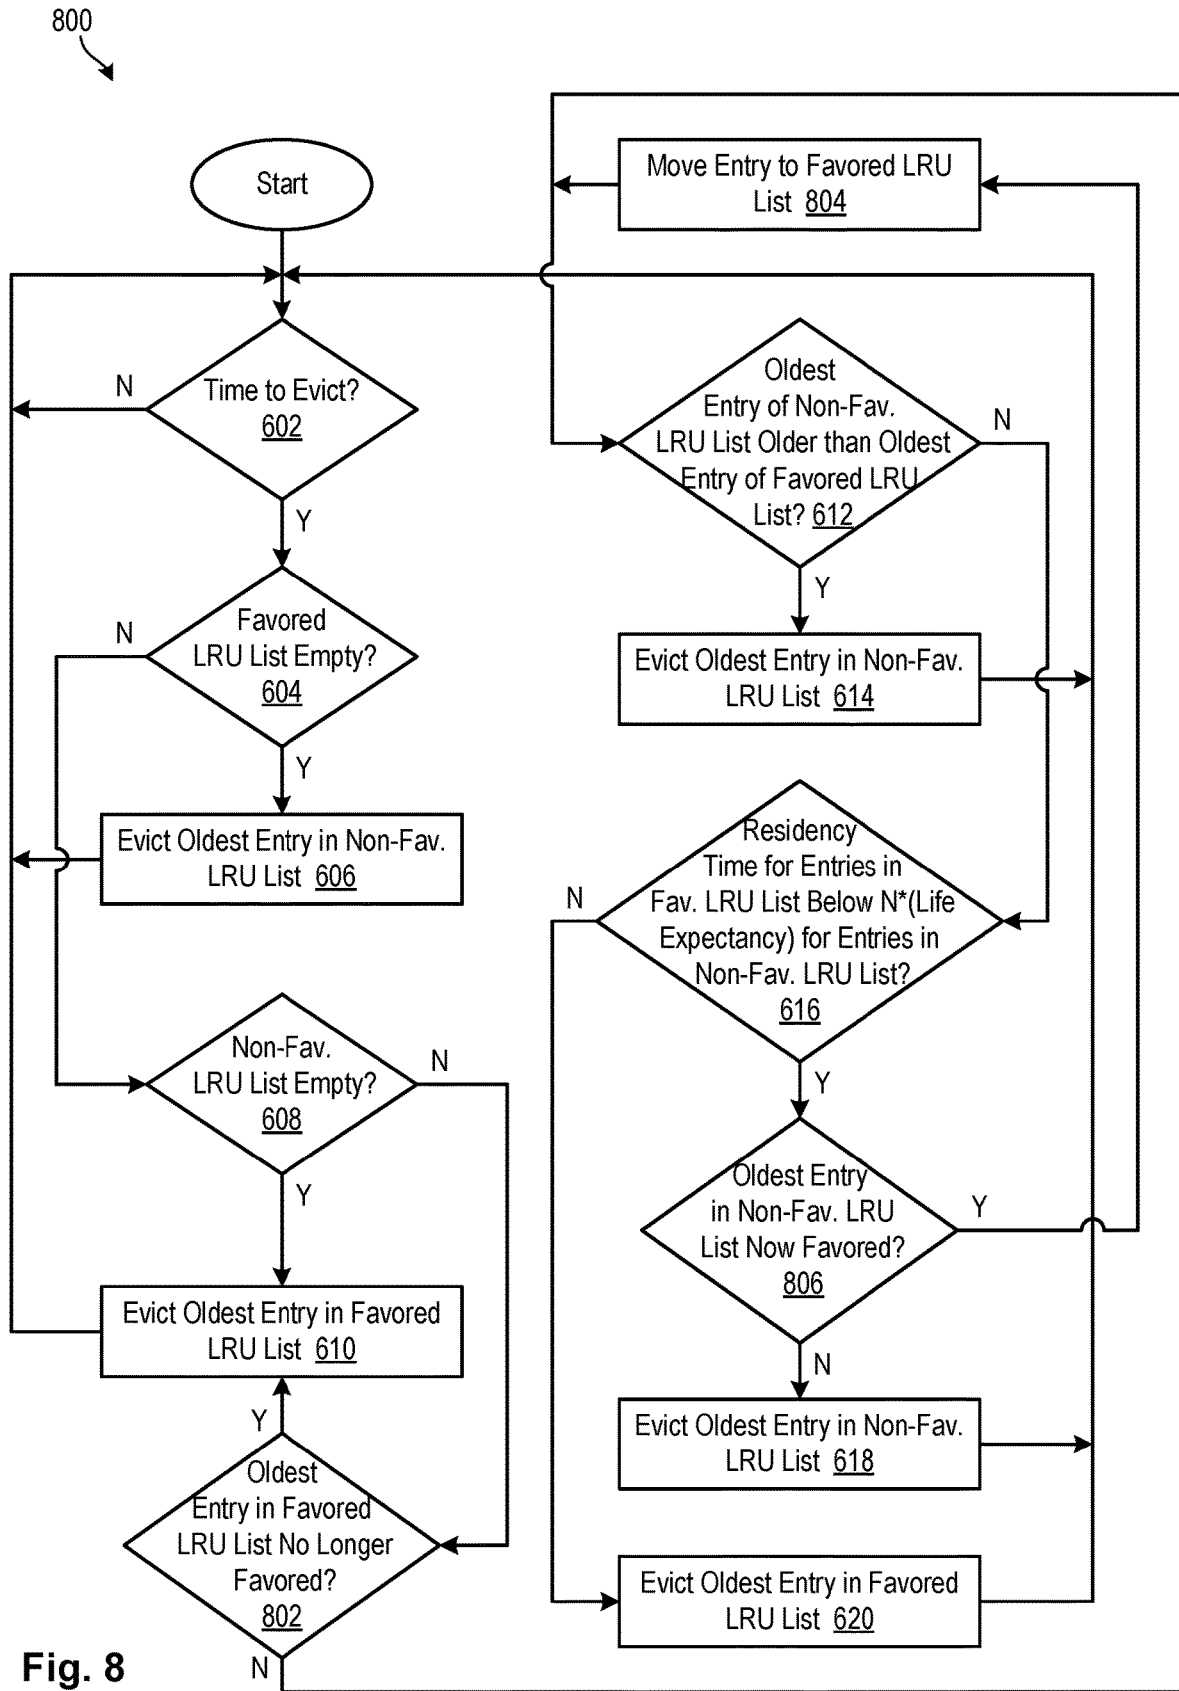 800
Start
Time to Evict?
602
N
Y
Favored
LRU List Empty?
604
N
Y
Evict Oldest Entry in Non-Fav.
LRU List 606
Non-Fav.
LRU List Empty?
608
N
Y
Evict Oldest Entry in Favored
LRU List 610
Y
Oldest
Entry in Favored
LRU List No Longer
Favored?
802
N
Move Entry to Favored LRU
List 804
Oldest
Entry of Non-Fav.
LRU List Older than Oldest
Entry of Favored LRU
List? 612
N
Y
Evict Oldest Entry in Non-Fav.
LRU List 614
Residency
Time for Entries in
Fav. LRU List Below N*(Life
Expectancy) for Entries in
Non-Fav. LRU List?
616
N
Y
Oldest Entry
in Non-Fav. LRU
List Now Favored?
806
Y
N
Evict Oldest Entry in Non-Fav.
LRU List 618
Evict Oldest Entry in Favored
LRU List 620
Fig. 8